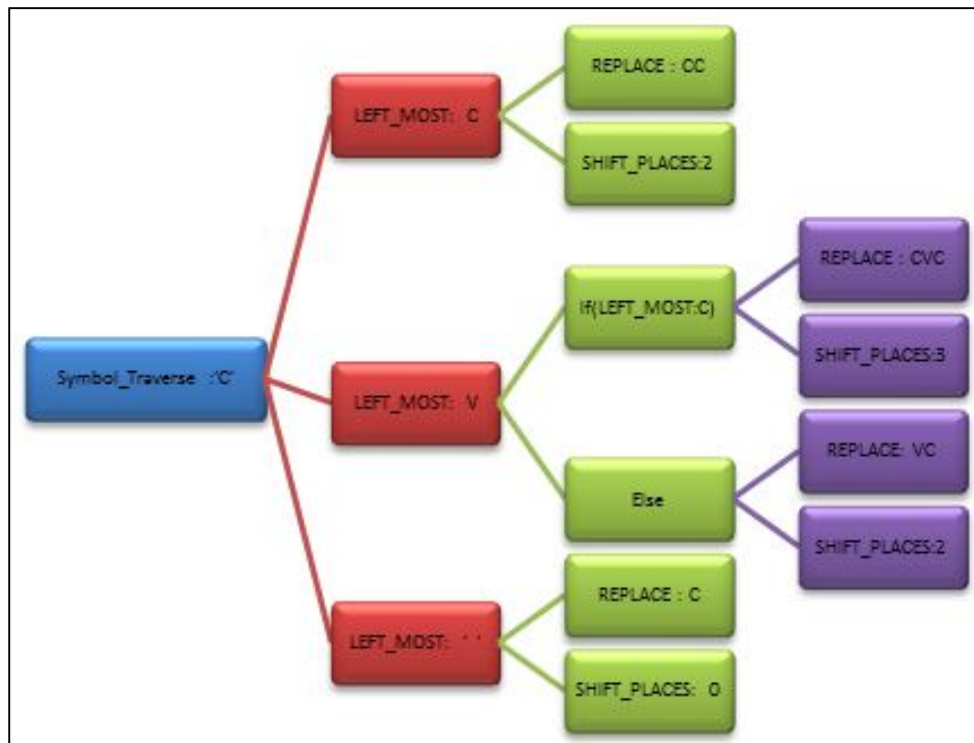 Symbol_Traverse :'C'
LEFT_MOST: C
REPLACE : CC
SHIFT_PLACES:2
LEFT_MOST: V
If(LEFT_MOST:C)
REPLACE : CVC
SHIFT_PLACES:3
Else
REPLACE: VC
SHIFT_PLACES:2
LEFT_MOST: ' '
REPLACE : C
SHIFT_PLACES: 0